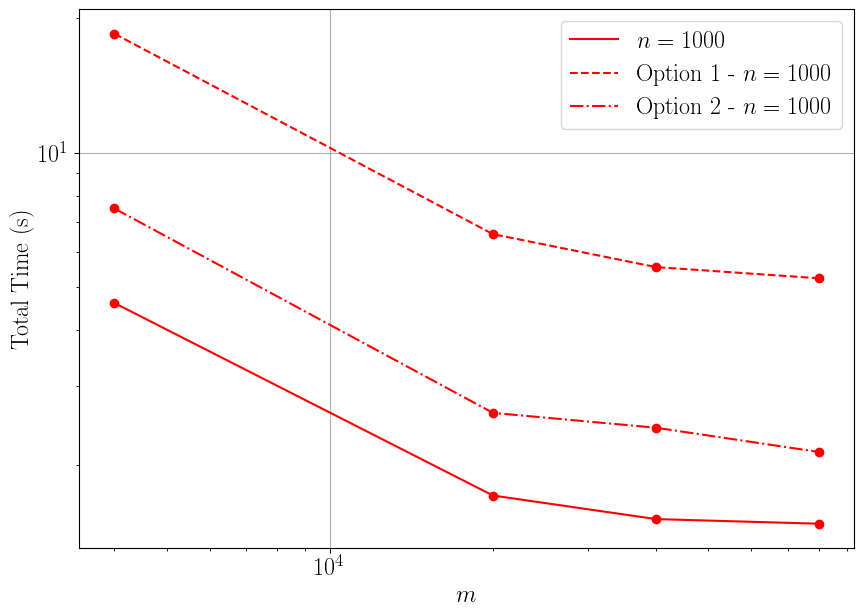 n = 1000
Option 1 - n = 1000
Option 2 - n = 1000
10^1
Total Time (s)
10^4
m